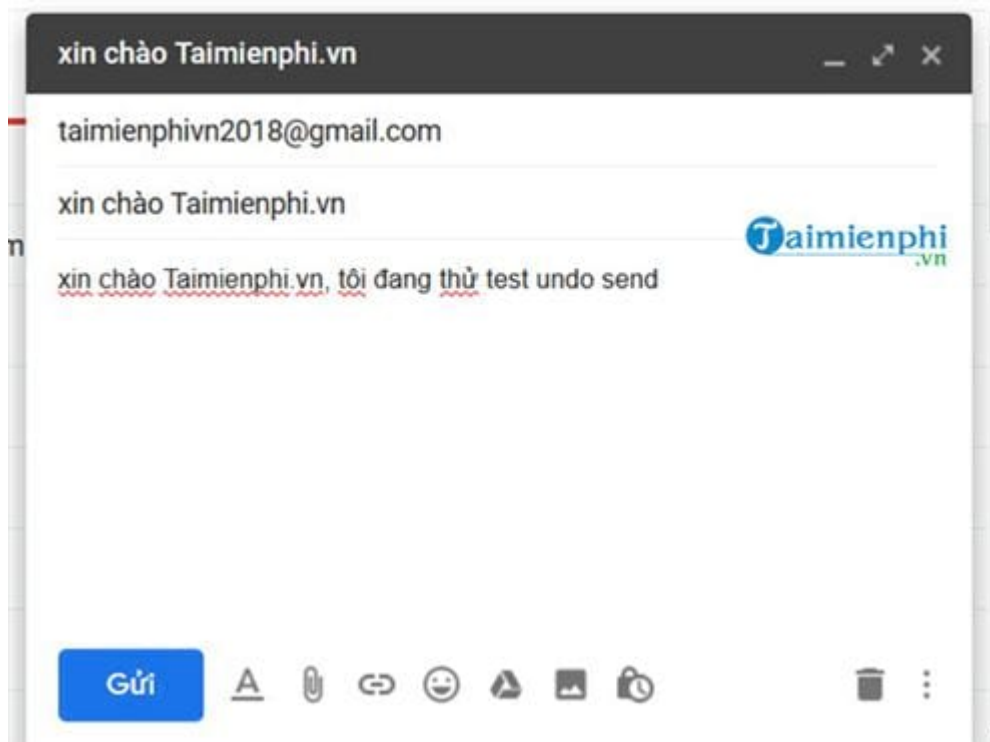 xin chào Taimienphi.vn
taimienphivn2018@gmail.com
xin chào Taimienphi.vn
Taimienphi
.vn
m
xin chào Taimienphi.vn, tôi đang thử test undo send
Gửi